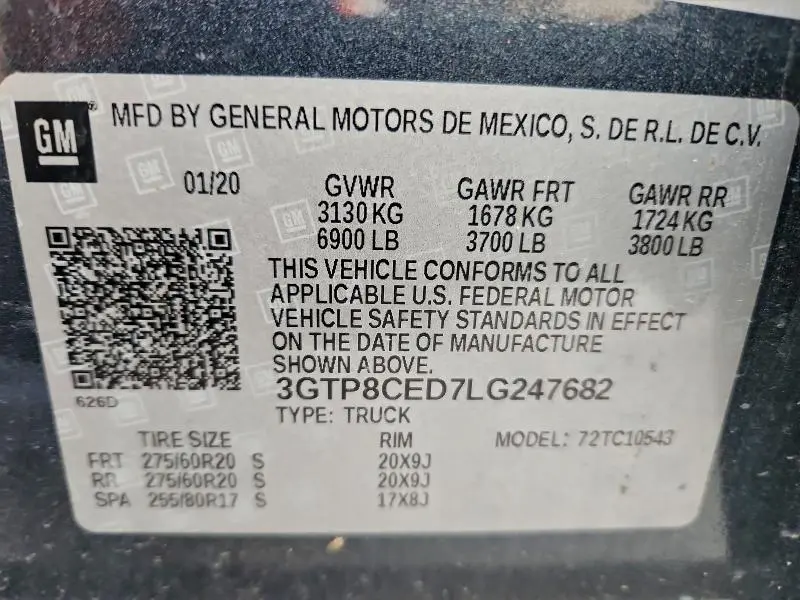 GM® MFD BY GENERAL MOTORS DE MEXICO, S. DE R.L. DE C.V.
01/20 GVWR GAWR FRT GAWR RR
3130 KG 1678 KG 1724 KG
6900 LB 3700 LB 3800 LB
THIS VEHICLE CONFORMS TO ALL
APPLICABLE U.S. FEDERAL MOTOR
VEHICLE SAFETY STANDARDS IN EFFECT
ON THE DATE OF MANUFACTURE
SHOWN ABOVE.
626D 3GTP8CED7LG247682
TYPE: TRUCK
TIRE SIZE RIM MODEL: 72TC10543
FRT 275/60R20 S 20X9J
RR 275/60R20 S 20X9J
SPA 255/80R17 S 17X8J